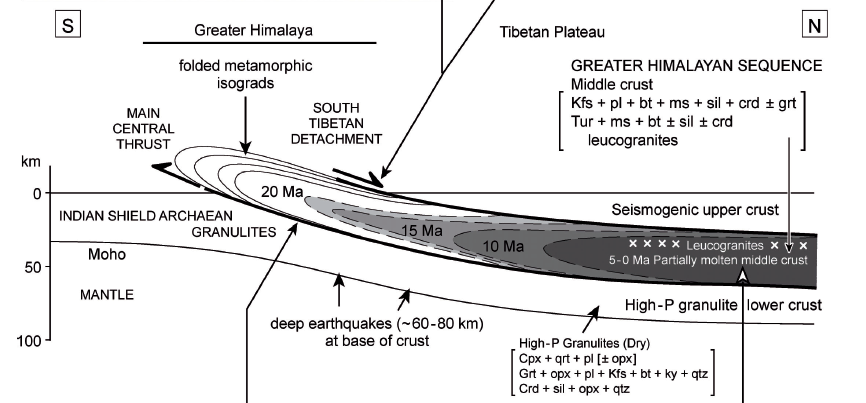 S
N
Greater Himalaya
Tibetan Plateau
folded metamorphic
isograds
GREATER HIMALAYAN SEQUENCE
Middle crust
Kfs + pl + bt + ms + sil + crd ± grt
Tur + ms + bt ± sil ± crd
leucogranites
MAIN
CENTRAL
THRUST
SOUTH
TIBETAN
DETACHMENT
km
0
50
100
20 Ma
15 Ma
10 Ma
INDIAN SHIELD ARCHAEAN
GRANULITES
Seismogenic upper crust
x x x x Leucogranites x x x
5-0 Ma Partially molten middle crust
Moho
MANTLE
High-P granulite lower crust
deep earthquakes (~60-80 km)
at base of crust
High-P Granulites (Dry)
Cpx + qrt + pl [± opx]
Grt + opx + pl + Kfs + bt + ky + qtz
Crd + sil + opx + qtz